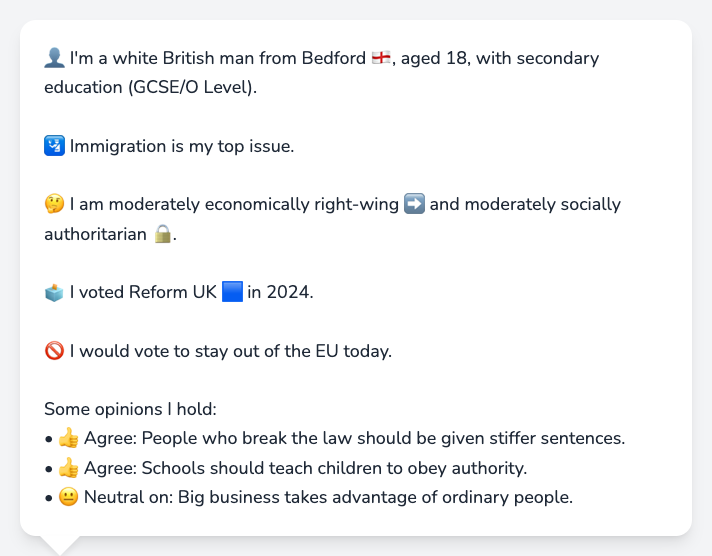 👤 I'm a white British man from Bedford 🏴󠁧󠁢󠁥󠁮󠁧󠁿, aged 18, with secondary
education (GCSE/O Level).
🛂 Immigration is my top issue.
🤔 I am moderately economically right-wing ➡️ and moderately socially
authoritarian 🔒.
🗳️ I voted Reform UK 🟦 in 2024.
🚫 I would vote to stay out of the EU today.
Some opinions I hold:
• 👍 Agree: People who break the law should be given stiffer sentences.
• 👍 Agree: Schools should teach children to obey authority.
• 😐 Neutral on: Big business takes advantage of ordinary people.